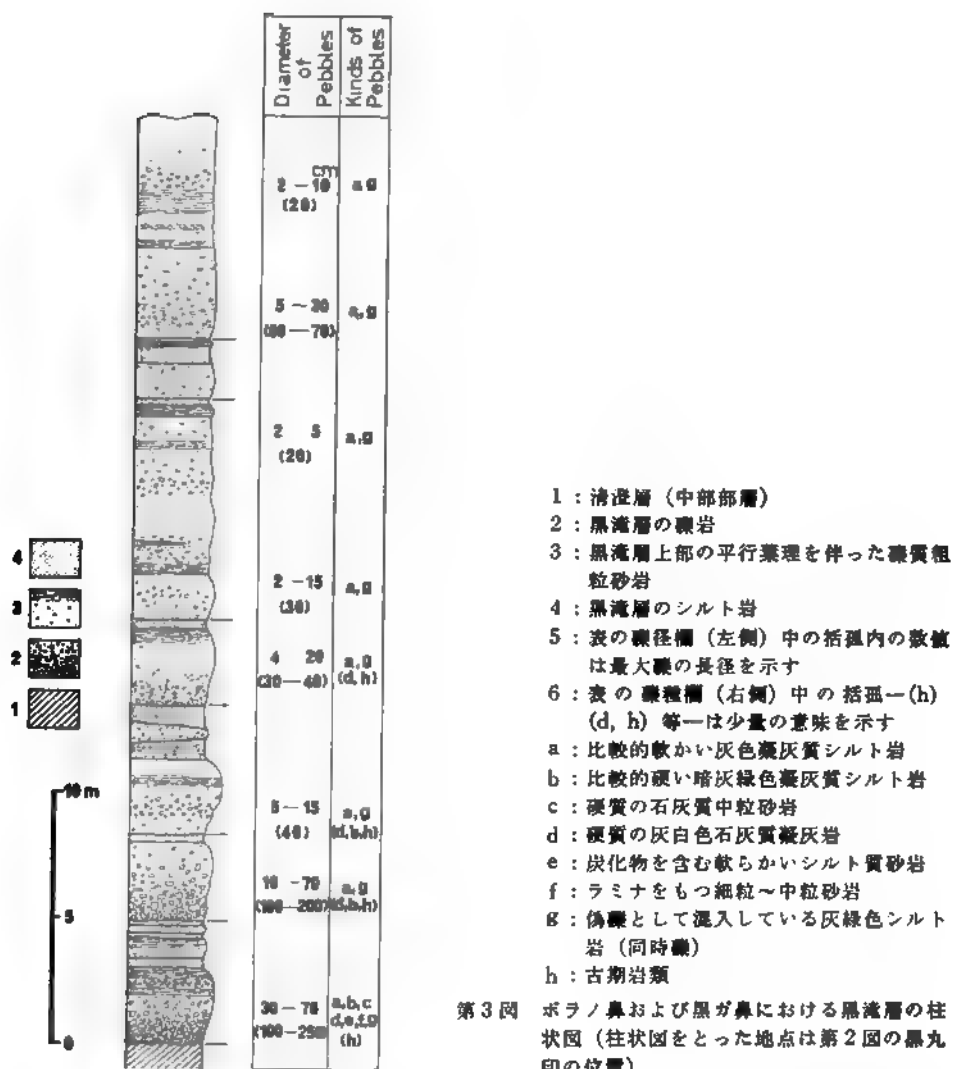 Diameter of Pebbles
Kinds of Pebbles
cm
2 − 10
(20)
a,g
5 〜 30
a,g
2 5
(20)
a,g
2 − 15
(30)
a,g
4 20
(30 − 40)
a,g
(d, h)
5 − 15
(40)
a,g
(d,b,h)
10 − 70
(100 − 200)
a,g
(d,b,h)
30 − 70
a,b,c
d,e,f,g
(h)
4
3
2
1
10 m
5
0
1：清澄層（中部部層）
2：黒滝層の礫岩
3：黒滝層上部の平行葉理を伴った礫質粗
粒砂岩
4：黒滝層のシルト岩
5：表の礫径欄（左側）中の括弧内の数値
は最大礫の長径を示す
6：表の礫種欄（右側）中の括弧―(h)
(d, h) 等―は少量の意味を示す
a：比較的軟かい灰色凝灰質シルト岩
b：比較的硬い暗灰緑色凝灰質シルト岩
c：硬質の石灰質中粒砂岩
d：硬質の灰白色石灰質凝灰岩
e：炭化物を含む軟らかいシルト質砂岩
f：ラミナをもつ細粒～中粒砂岩
g：偽礫として混入している灰緑色シルト
岩（同時礫）
h：古期岩類
第3図 ボラノ鼻および黒ガ鼻における黒滝層の柱
状図（柱状図をとった地点は第2図の黒丸
印の位置）